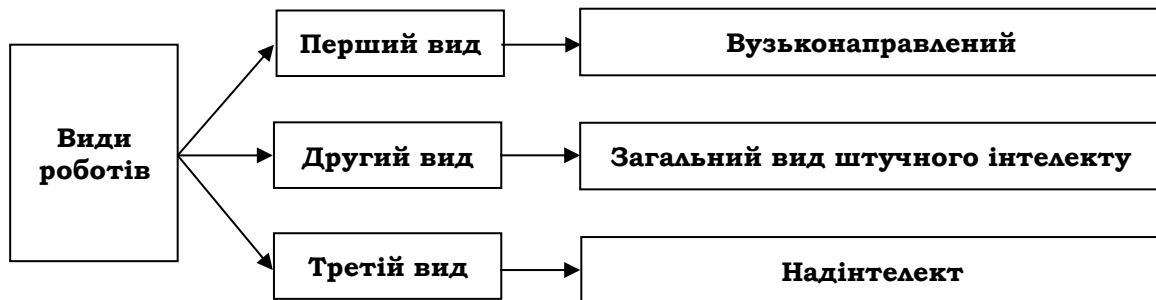 Види
роботів
Перший вид
Вузьконаправлений
Другий вид
Загальний вид штучного інтелекту
Третій вид
Надінтелект